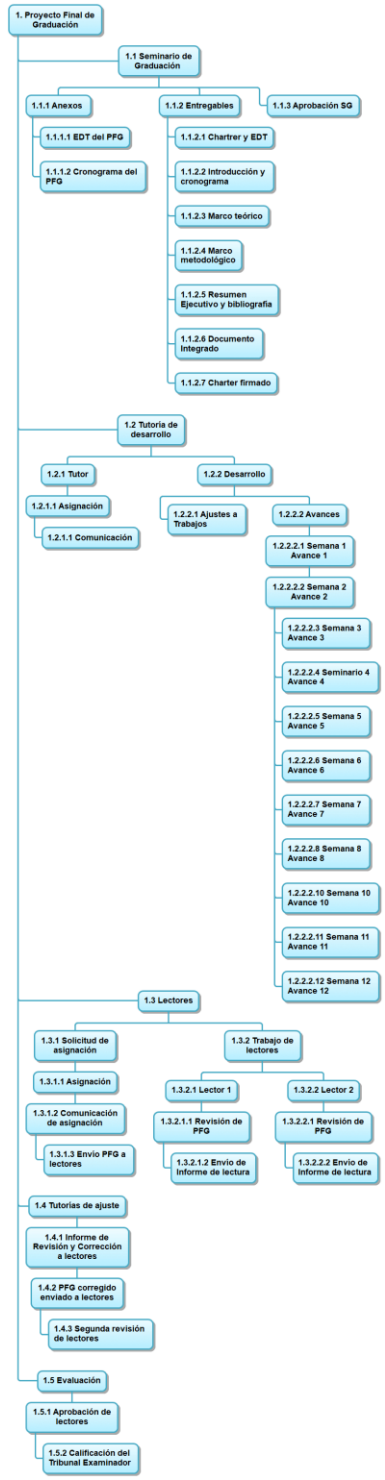 1. Proyecto Final de
Graduación
1.1 Seminario de
Graduación
1.1.1 Anexos
1.1.1.1 EDT del PFG
1.1.1.2 Cronograma del
PFG
1.1.2 Entregables
1.1.2.1 Chartrer y EDT
1.1.2.2 Introducción y
cronograma
1.1.2.3 Marco teórico
1.1.2.4 Marco
metodológico
1.1.2.5 Resumen
Ejecutivo y bibliografia
1.1.2.6 Documento
Integrado
1.1.2.7 Charter firmado
1.1.3 Aprobación SG
1.2 Tutoria de
desarrollo
1.2.1 Tutor
1.2.1.1 Asignación
1.2.1.1 Comunicación
1.2.2 Desarrollo
1.2.2.1 Ajustes a
Trabajos
1.2.2.2 Avances
1.2.2.2.1 Semana 1
Avance 1
1.2.2.2.2 Semana 2
Avance 2
1.2.2.2.3 Semana 3
Avance 3
1.2.2.2.4 Seminario 4
Avance 4
1.2.2.2.5 Semana 5
Avance 5
1.2.2.2.6 Semana 6
Avance 6
1.2.2.2.7 Semana 7
Avance 7
1.2.2.2.8 Semana 8
Avance 8
1.2.2.2.10 Semana 10
Avance 10
1.2.2.2.11 Semana 11
Avance 11
1.2.2.2.12 Semana 12
Avance 12
1.3 Lectores
1.3.1 Solicitud de
asignación
1.3.1.1 Asignación
1.3.1.2 Comunicación
de asignación
1.3.1.3 Envio PFG a
lectores
1.3.2 Trabajo de
lectores
1.3.2.1 Lector 1
1.3.2.1.1 Revisión de
PFG
1.3.2.1.2 Envio de
Informe de lectura
1.3.2.2 Lector 2
1.3.2.2.1 Revisión de
PFG
1.3.2.2.2 Envio de
Informe de lectura
1.4 Tutorias de ajuste
1.4.1 Informe de
Revisión y Corrección
a lectores
1.4.2 PFG corregido
enviado a lectores
1.4.3 Segunda revisión
de lectores
1.5 Evaluación
1.5.1 Aprobación de
lectores
1.5.2 Calificación del
Tribunal Examinador